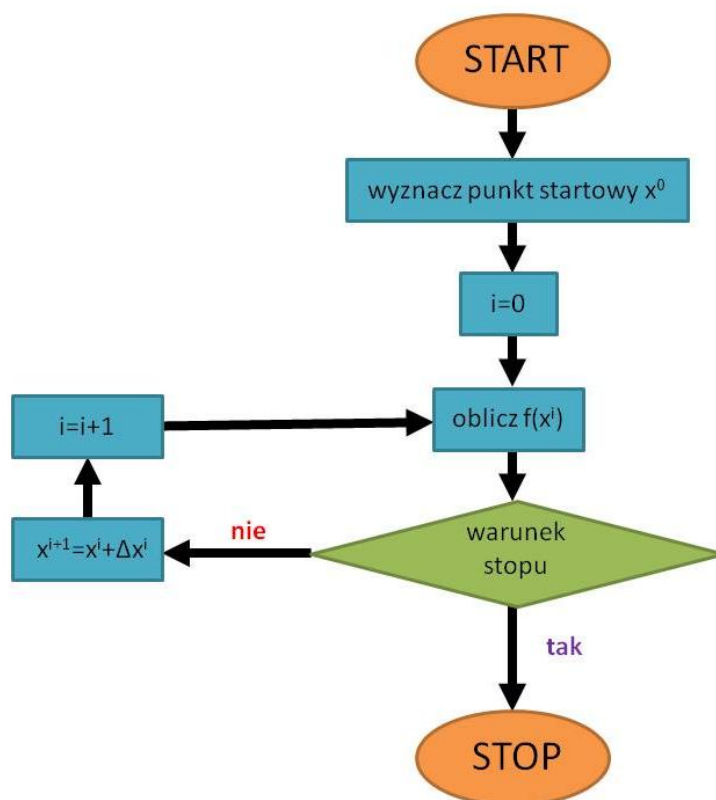 START
wyznacz punkt startowy x⁰
i=0
oblicz f(xⁱ)
i=i+1
warunek
stopu
nie
xⁱ⁺¹=xⁱ+Δxⁱ
tak
STOP